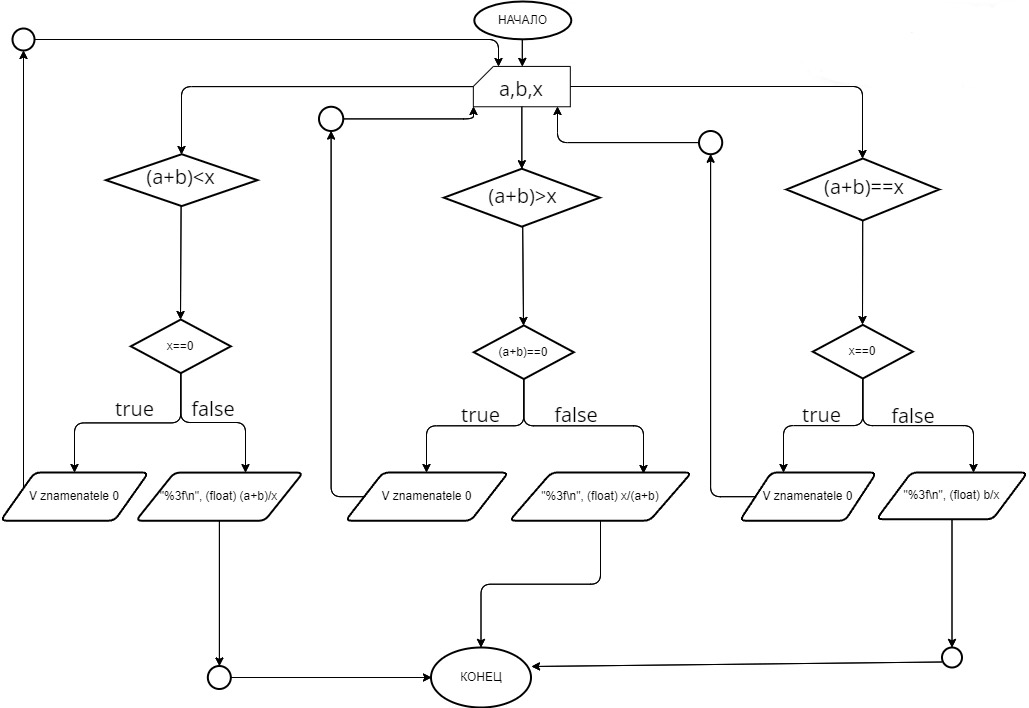 НАЧАЛО
a,b,x
(a+b)<x
(a+b)>x
(a+b)==x
x==0
(a+b)==0
x==0
true
false
true
false
true
false
V znamenatele 0
"%3f\n", (float) (a+b)/x
V znamenatele 0
"%3f\n", (float) x/(a+b)
V znamenatele 0
"%3f\n", (float) b/x
КОНЕЦ